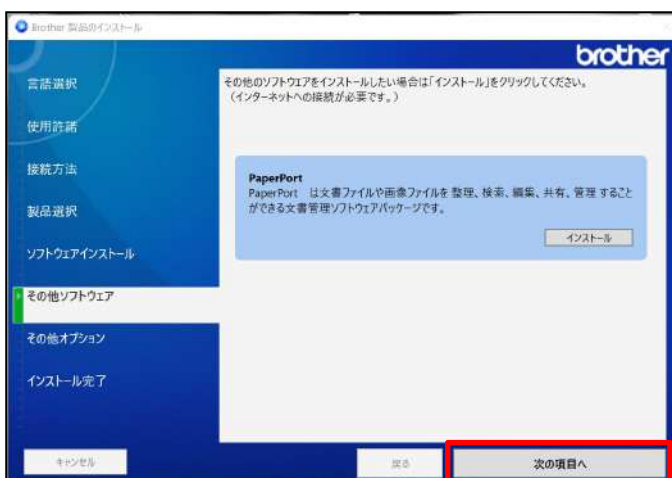 Brother 製品のインストール
brother
言語選択
使用許諾
接続方法
製品選択
ソフトウェアインストール
その他ソフトウェア
その他オプション
インストール完了
その他のソフトウエアをインストールしたい場合は「インストール」をクリックしてください。
（インターネットへの接続が必要です。）
PaperPort
PaperPort は文書ファイルや画像ファイルを 整理、検索、編集、共有、管理 すること
ができる文書管理ソフトウェアパッケージです。
インストール
キャンセル
戻る
次の項目へ